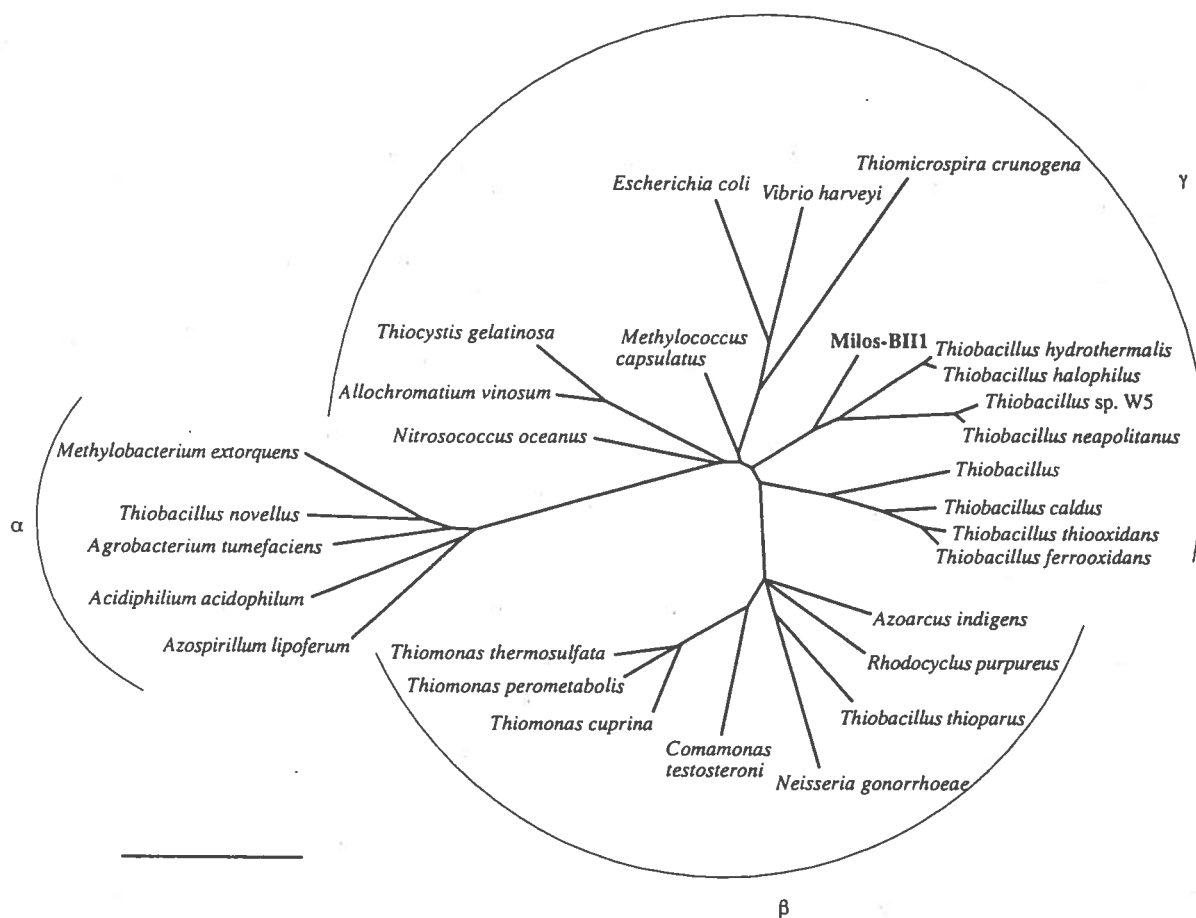 Thiomicrospira crunogena
Escherichia coli
Vibrio harveyi
γ
Thiocystis gelatinosa
Methylococcus
capsulatus
Milos-BII1
Thiobacillus hydrothermalis
Thiobacillus halophilus
Allochromatium vinosum
Thiobacillus sp. W5
Nitrosococcus oceanus
Thiobacillus neapolitanus
Methylobacterium extorquens
Thiobacillus
α
Thiobacillus novellus
Thiobacillus caldus
Agrobacterium tumefaciens
Thiobacillus thiooxidans
Thiobacillus ferrooxidans
Acidiphilium acidophilum
Azoarcus indigens
Azospirillum lipoferum
Thiomonas thermosulfata
Rhodocyclus purpureus
Thiomonas perometabolis
Thiomonas cuprina
Thiobacillus thioparus
Comamonas
testosteroni
Neisseria gonorrhoeae
β